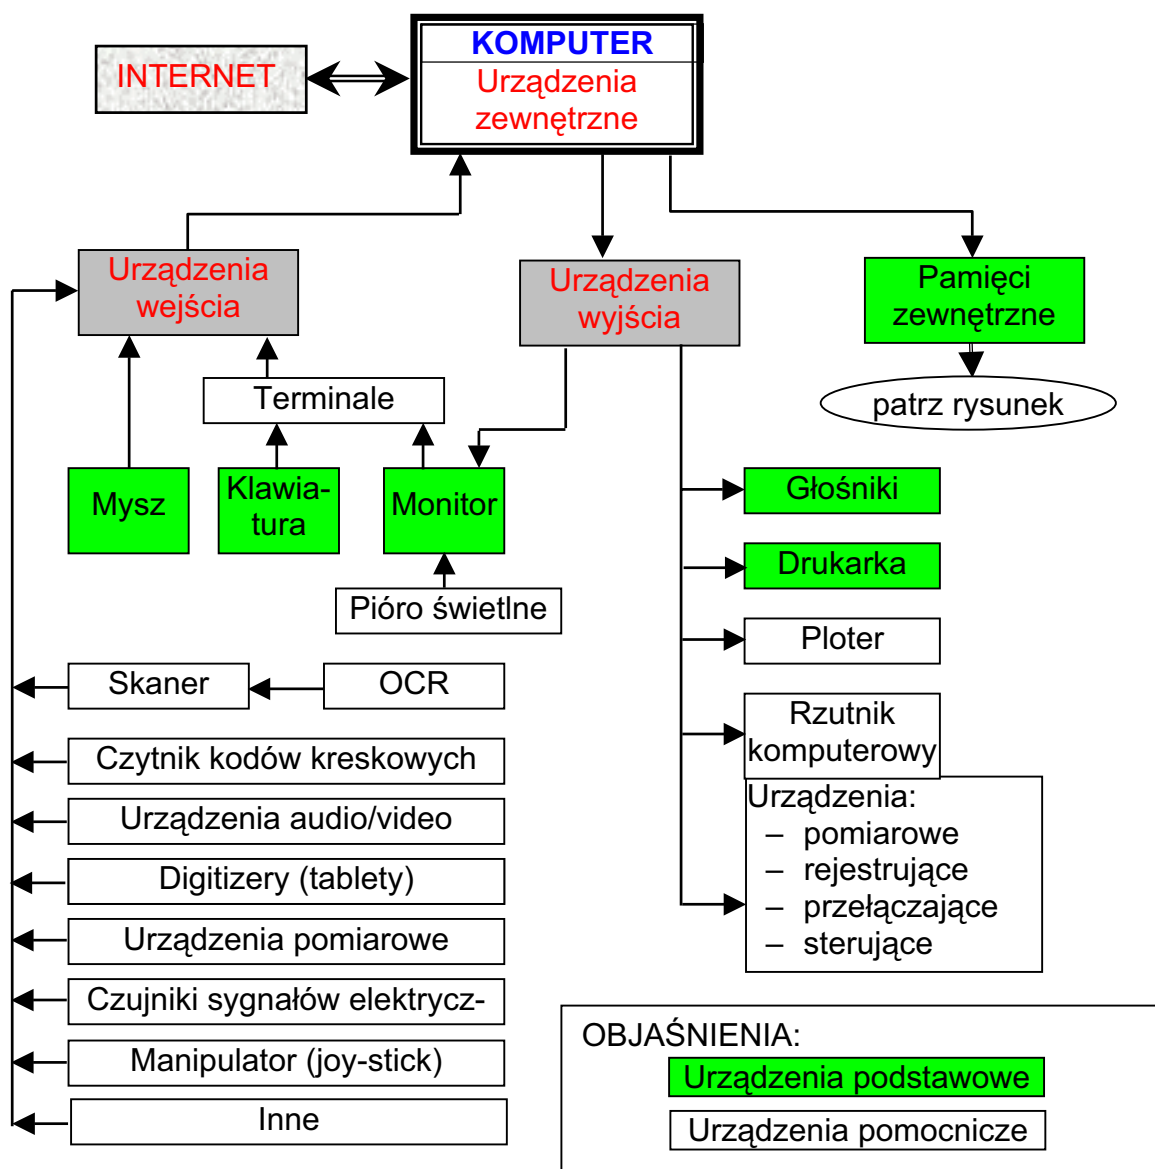 KOMPUTER
INTERNET
Urządzenia
zewnętrzne
Urządzenia
wejścia
Urządzenia
wyjścia
Pamięci
zewnętrzne
Terminale
patrz rysunek
Mysz
Klawia-
tura
Monitor
Głośniki
Drukarka
Pióro świetlne
Ploter
Skaner
OCR
Rzutnik
komputerowy
Czytnik kodów kreskowych
Urządzenia audio/video
Digitizery (tablety)
Urządzenia pomiarowe
Czujniki sygnałów elektrycz-
Manipulator (joy-stick)
Inne
Urządzenia:
– pomiarowe
– rejestrujące
– przełączające
– sterujące
OBJAŚNIENIA:
Urządzenia podstawowe
Urządzenia pomocnicze